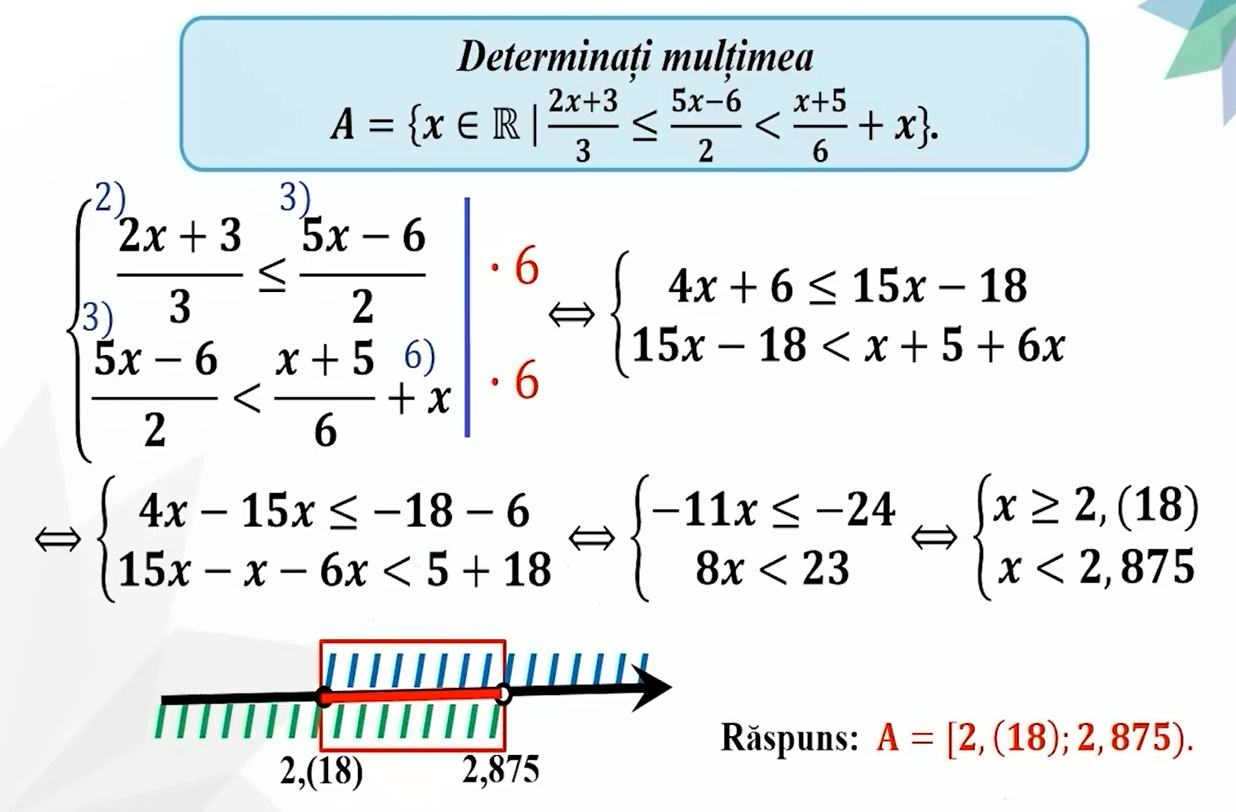 Determinați mulțimea
A = {x ∈ ℝ | (2x+3)/3 ≤ (5x−6)/2 < (x+5)/6 + x}.
{ 2) (2x + 3)/3 ≤ 3) (5x − 6)/2 | · 6
3) (5x − 6)/2 < (x + 5)/6 + 6) x | · 6
⇔ { 4x + 6 ≤ 15x − 18
15x − 18 < x + 5 + 6x
⇔ { 4x − 15x ≤ −18 − 6
15x − x − 6x < 5 + 18
⇔ { −11x ≤ −24
8x < 23
⇔ { x ≥ 2, (18)
x < 2, 875
2,(18) 2,875
Răspuns: A = [2, (18); 2, 875).